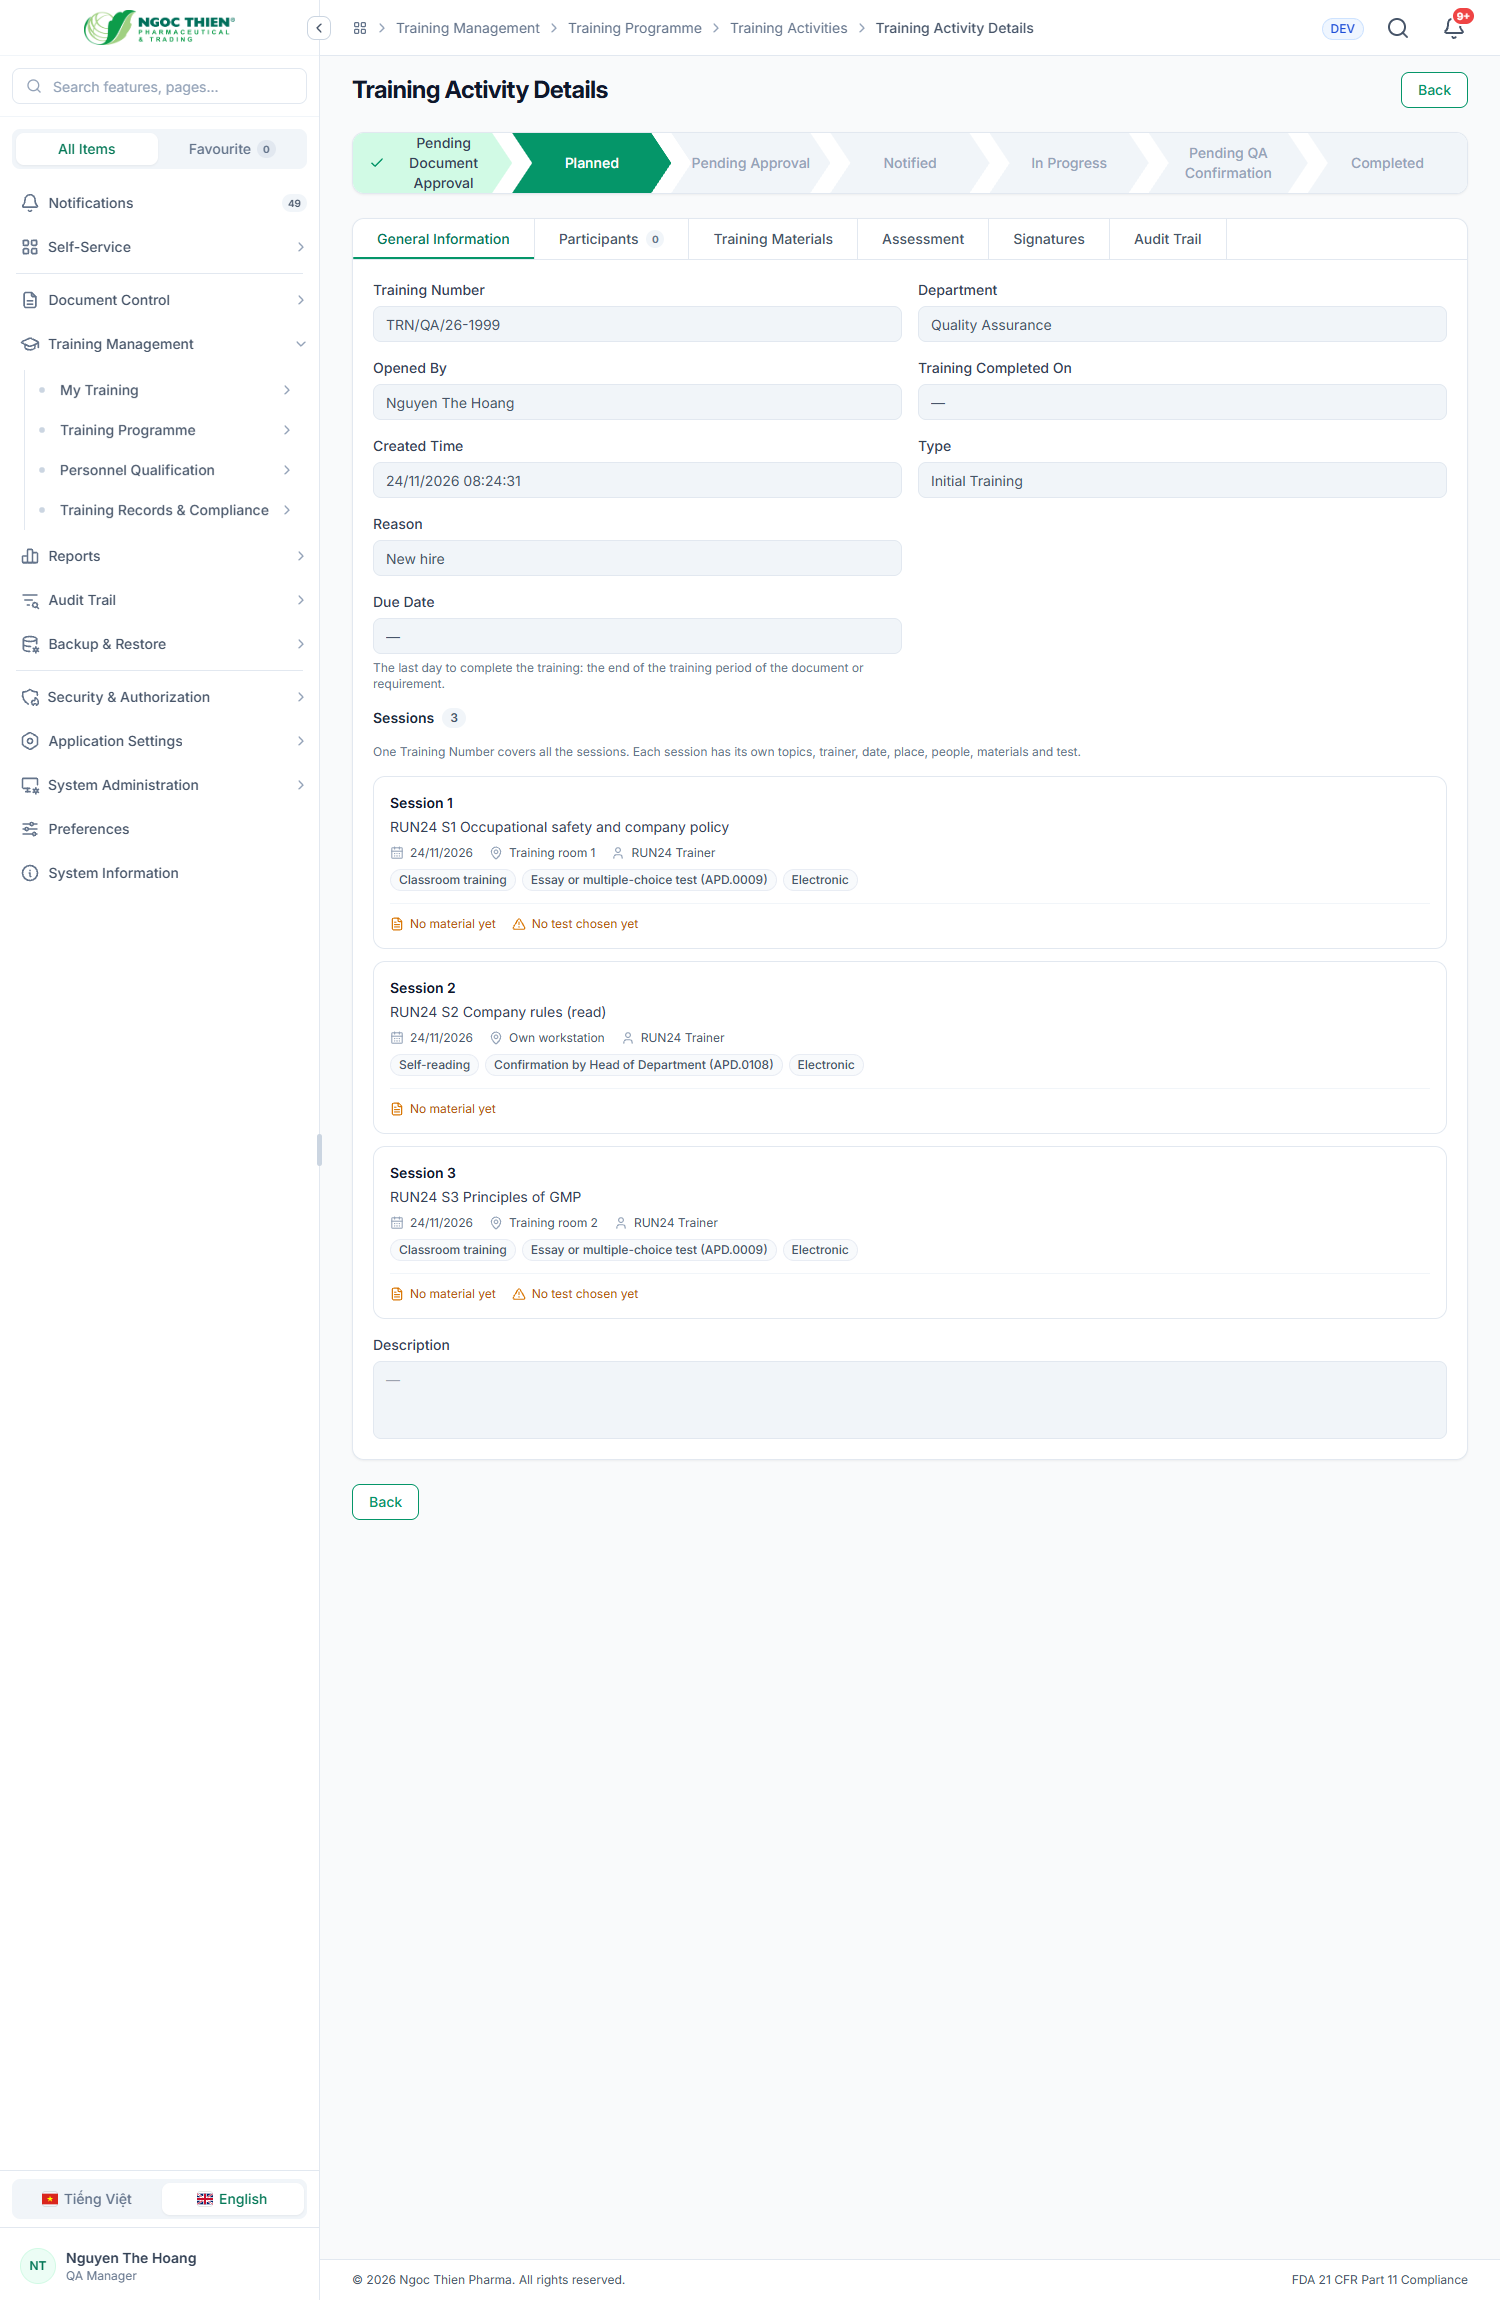 NGOC THIEN®
PHARMACEUTICAL
& TRADING
Training Management
Training Programme
Training Activities
Training Activity Details
DEV
9+
Search features, pages...
All Items
Favourite 0
Notifications 49
Self-Service
Document Control
Training Management
My Training
Training Programme
Personnel Qualification
Training Records & Compliance
Reports
Audit Trail
Backup & Restore
Security & Authorization
Application Settings
System Administration
Preferences
System Information
Tiếng Việt
English
NT
Nguyen The Hoang
QA Manager
Training Activity Details
Back
Pending
Document
Approval
Planned
Pending Approval
Notified
In Progress
Pending QA
Confirmation
Completed
General Information
Participants 0
Training Materials
Assessment
Signatures
Audit Trail
Training Number
TRN/QA/26-1999
Department
Quality Assurance
Opened By
Nguyen The Hoang
Training Completed On
—
Created Time
24/11/2026 08:24:31
Type
Initial Training
Reason
New hire
Due Date
—
The last day to complete the training: the end of the training period of the document or
requirement.
Sessions 3
One Training Number covers all the sessions. Each session has its own topics, trainer, date, place, people, materials and test.
Session 1
RUN24 S1 Occupational safety and company policy
24/11/2026 Training room 1 RUN24 Trainer
Classroom training Essay or multiple-choice test (APD.0009) Electronic
No material yet No test chosen yet
Session 2
RUN24 S2 Company rules (read)
24/11/2026 Own workstation RUN24 Trainer
Self-reading Confirmation by Head of Department (APD.0108) Electronic
No material yet
Session 3
RUN24 S3 Principles of GMP
24/11/2026 Training room 2 RUN24 Trainer
Classroom training Essay or multiple-choice test (APD.0009) Electronic
No material yet No test chosen yet
Description
—
Back
© 2026 Ngoc Thien Pharma. All rights reserved.
FDA 21 CFR Part 11 Compliance